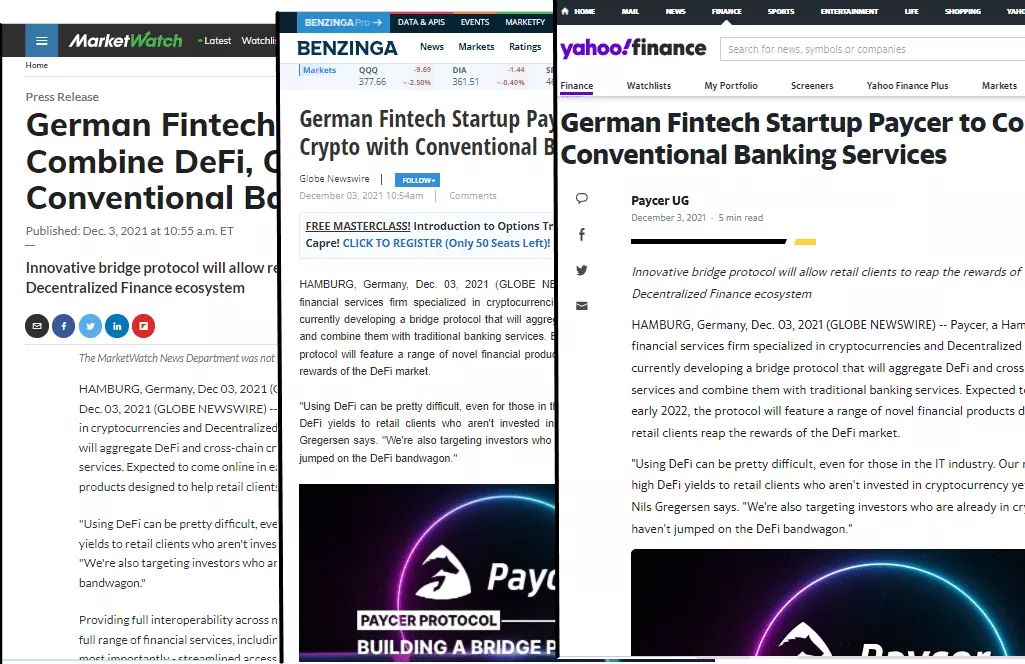 MarketWatch
Latest
Watchlis
Home
Press Release
German Fintech
Combine DeFi, C
Conventional Ba
Published: Dec. 3, 2021 at 10:55 a.m. ET
Innovative bridge protocol will allow re
Decentralized Finance ecosystem
The MarketWatch News Department was not
HAMBURG, Germany, Dec 03, 2021 (G
Dec. 03, 2021 (GLOBE NEWSWIRE) --
in cryptocurrencies and Decentralized
will aggregate DeFi and cross-chain cr
services. Expected to come online in ea
products designed to help retail clients
"Using DeFi can be pretty difficult, eve
yields to retail clients who aren't inves
"We're also targeting investors who ar
bandwagon."
Providing full interoperability across n
full range of financial services, includin
most importantly - streamlined access
BENZINGA Pro
DATA & APIS
EVENTS
MARKETFY
BENZINGA
News
Markets
Ratings
Markets
QQQ
-9.69
DIA
-1.44
377.66
-2.50%
361.51
-0.40%
German Fintech Startup Pay
Crypto with Conventional B
Globe Newswire
FOLLOW+
December 03, 2021 10:54am
Comments
FREE MASTERCLASS! Introduction to Options Tr
Capre! CLICK TO REGISTER (Only 50 Seats Left)!
HAMBURG, Germany, Dec. 03, 2021 (GLOBE NE
financial services firm specialized in cryptocurrenci
currently developing a bridge protocol that will aggre
and combine them with traditional banking services. E
protocol will feature a range of novel financial produc
rewards of the DeFi market.
"Using DeFi can be pretty difficult, even for those in th
DeFi yields to retail clients who aren't invested in
Gregersen says. "We're also targeting investors who
jumped on the DeFi bandwagon."
Paycer
PAYCER PROTOCOL
BUILDING A BRIDGE
HOME
MAIL
NEWS
FINANCE
SPORTS
ENTERTAINMENT
LIFE
SHOPPING
YAHO
yahoo!finance
Search for news, symbols or companies
Finance
Watchlists
My Portfolio
Screeners
Yahoo Finance Plus
Markets
German Fintech Startup Paycer to Co
Conventional Banking Services
Paycer UG
December 3, 2021 · 5 min read
Innovative bridge protocol will allow retail clients to reap the rewards of
Decentralized Finance ecosystem
HAMBURG, Germany, Dec. 03, 2021 (GLOBE NEWSWIRE) -- Paycer, a Ham
financial services firm specialized in cryptocurrencies and Decentralized
currently developing a bridge protocol that will aggregate DeFi and cross
services and combine them with traditional banking services. Expected to
early 2022, the protocol will feature a range of novel financial products d
retail clients reap the rewards of the DeFi market.
"Using DeFi can be pretty difficult, even for those in the IT industry. Our
high DeFi yields to retail clients who aren't invested in cryptocurrency ye
Nils Gregersen says. "We're also targeting investors who are already in cry
haven't jumped on the DeFi bandwagon."
Paycer